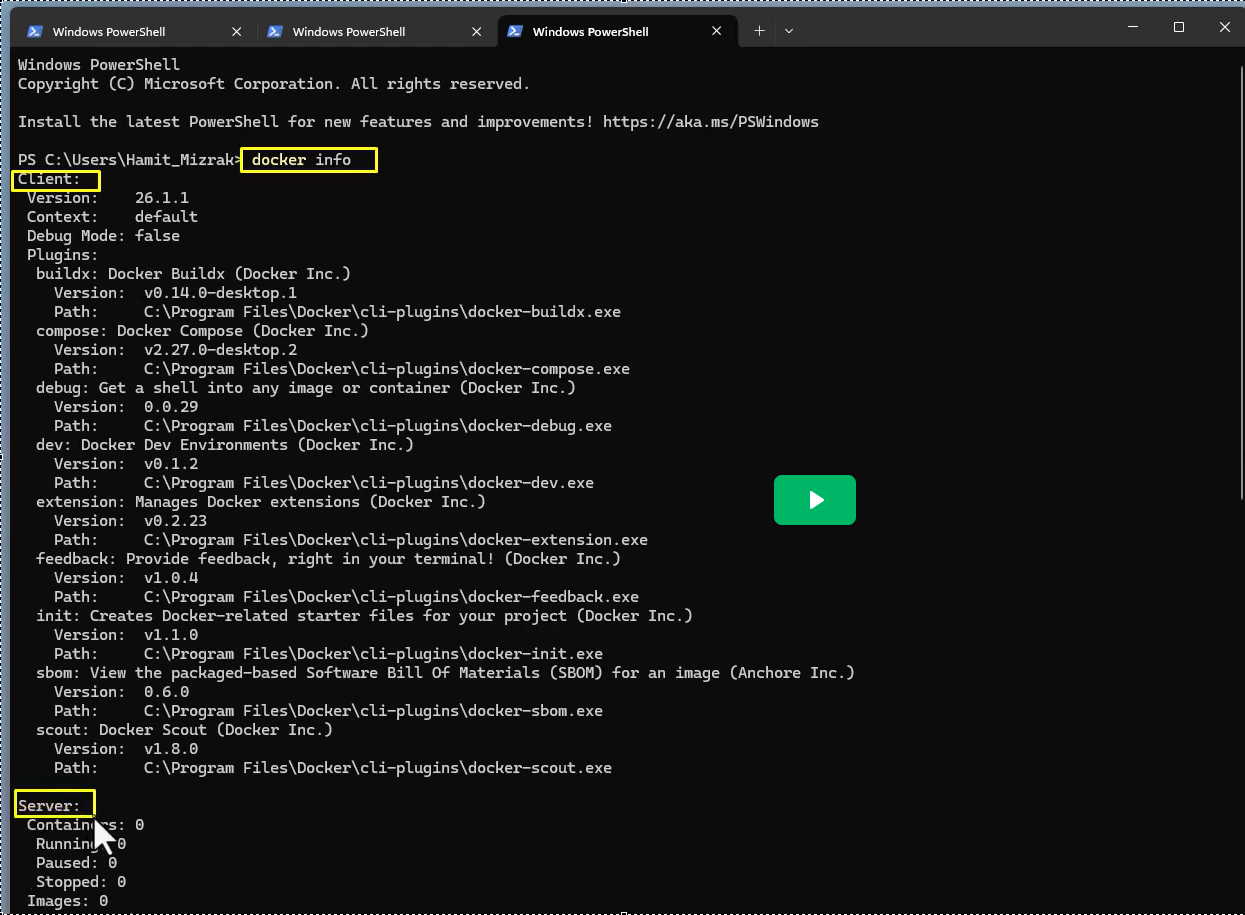 Windows PowerShell Windows PowerShell Windows PowerShell
Windows PowerShell
Copyright (C) Microsoft Corporation. All rights reserved.
Install the latest PowerShell for new features and improvements! https://aka.ms/PSWindows
PS C:\Users\Hamit_Mizrak> docker info
Client:
Version:    26.1.1
Context:    default
Debug Mode: false
Plugins:
buildx: Docker Buildx (Docker Inc.)
Version:  v0.14.0-desktop.1
Path:     C:\Program Files\Docker\cli-plugins\docker-buildx.exe
compose: Docker Compose (Docker Inc.)
Version:  v2.27.0-desktop.2
Path:     C:\Program Files\Docker\cli-plugins\docker-compose.exe
debug: Get a shell into any image or container (Docker Inc.)
Version:  0.0.29
Path:     C:\Program Files\Docker\cli-plugins\docker-debug.exe
dev: Docker Dev Environments (Docker Inc.)
Version:  v0.1.2
Path:     C:\Program Files\Docker\cli-plugins\docker-dev.exe
extension: Manages Docker extensions (Docker Inc.)
Version:  v0.2.23
Path:     C:\Program Files\Docker\cli-plugins\docker-extension.exe
feedback: Provide feedback, right in your terminal! (Docker Inc.)
Version:  v1.0.4
Path:     C:\Program Files\Docker\cli-plugins\docker-feedback.exe
init: Creates Docker-related starter files for your project (Docker Inc.)
Version:  v1.1.0
Path:     C:\Program Files\Docker\cli-plugins\docker-init.exe
sbom: View the packaged-based Software Bill Of Materials (SBOM) for an image (Anchore Inc.)
Version:  0.6.0
Path:     C:\Program Files\Docker\cli-plugins\docker-sbom.exe
scout: Docker Scout (Docker Inc.)
Version:  v1.8.0
Path:     C:\Program Files\Docker\cli-plugins\docker-scout.exe
Server:
Containers: 0
Running: 0
Paused: 0
Stopped: 0
Images: 0